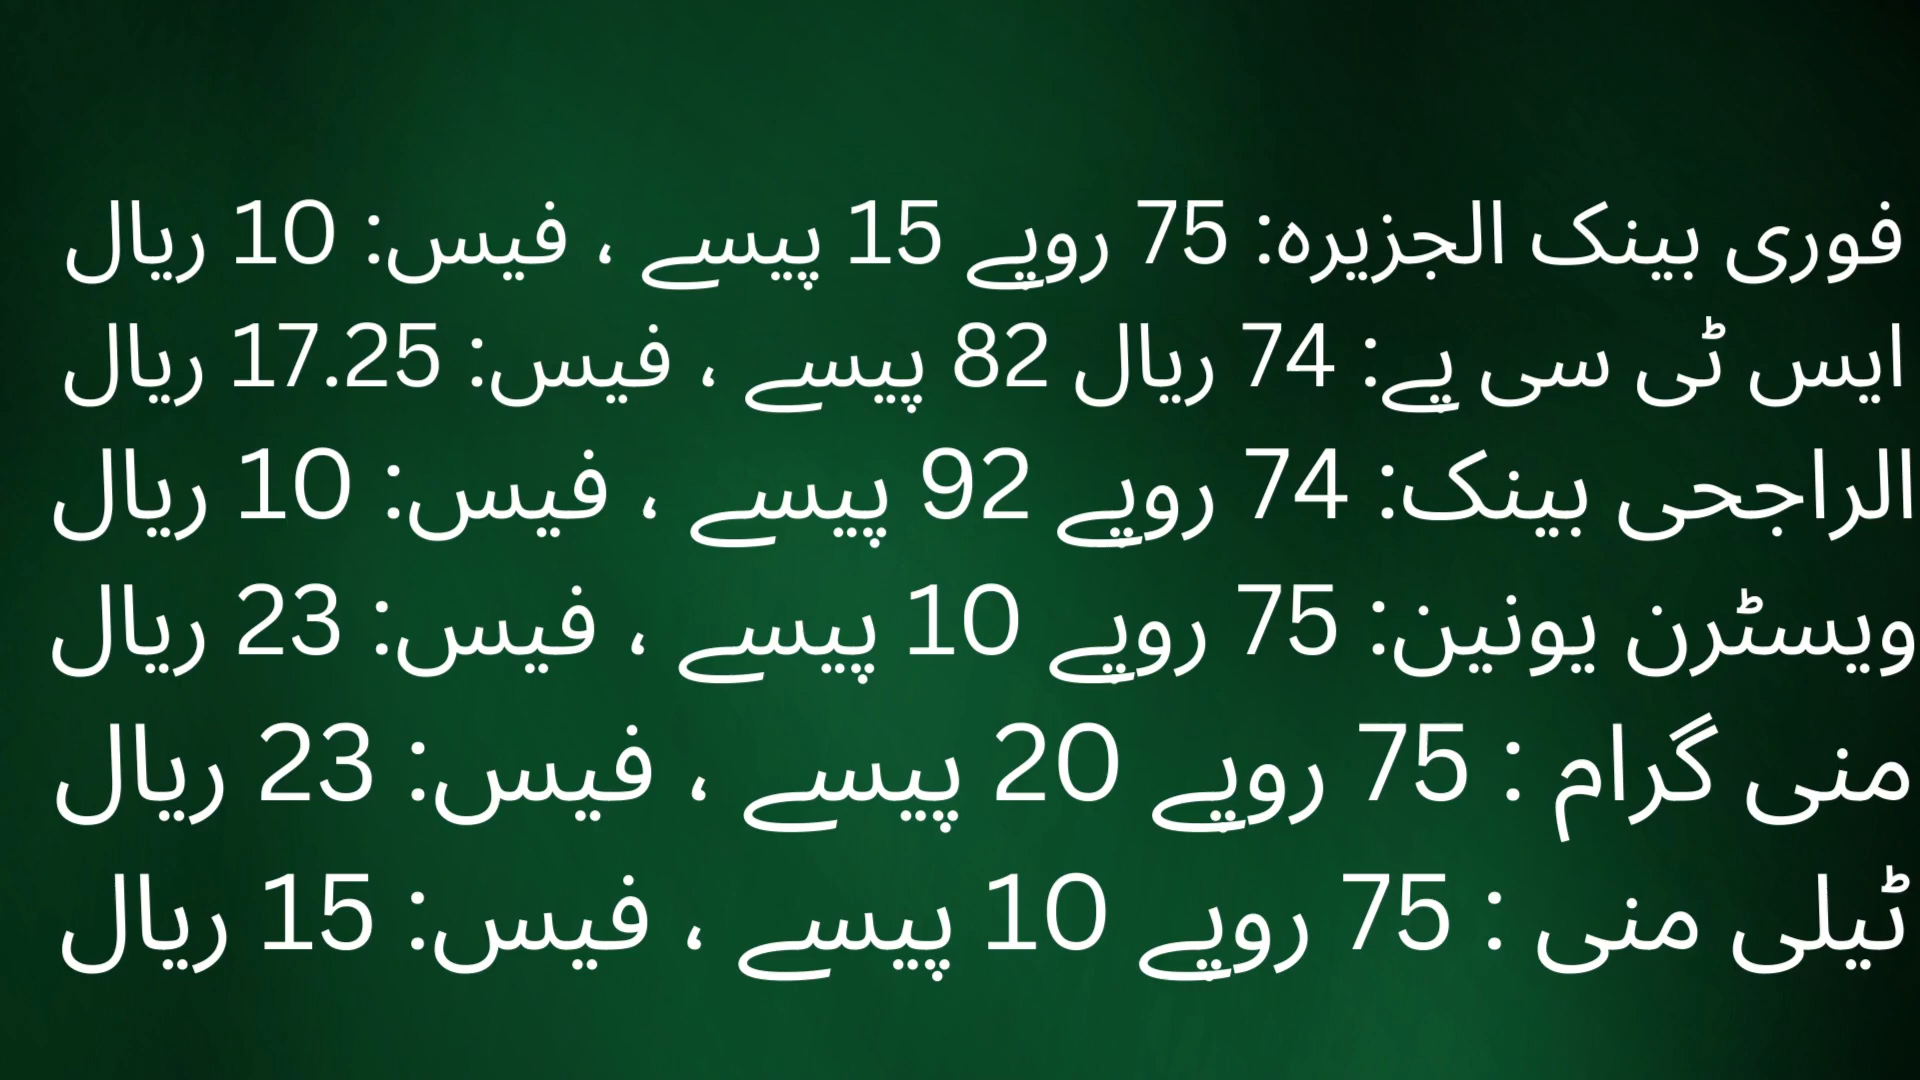 فوری بینک الجزیرہ: 75 روپے 15 پیسے ، فیس: 10 ریال
ایس ٹی سی پے: 74 ریال 82 پیسے ، فیس: 17.25 ریال
الراجحی بینک: 74 روپے 92 پیسے ، فیس: 10 ریال
ویسٹرن یونین: 75 روپے 10 پیسے ، فیس: 23 ریال
منی گرام : 75 روپے 20 پیسے ، فیس: 23 ریال
ٹیلی منی : 75 روپے 10 پیسے ، فیس: 15 ریال